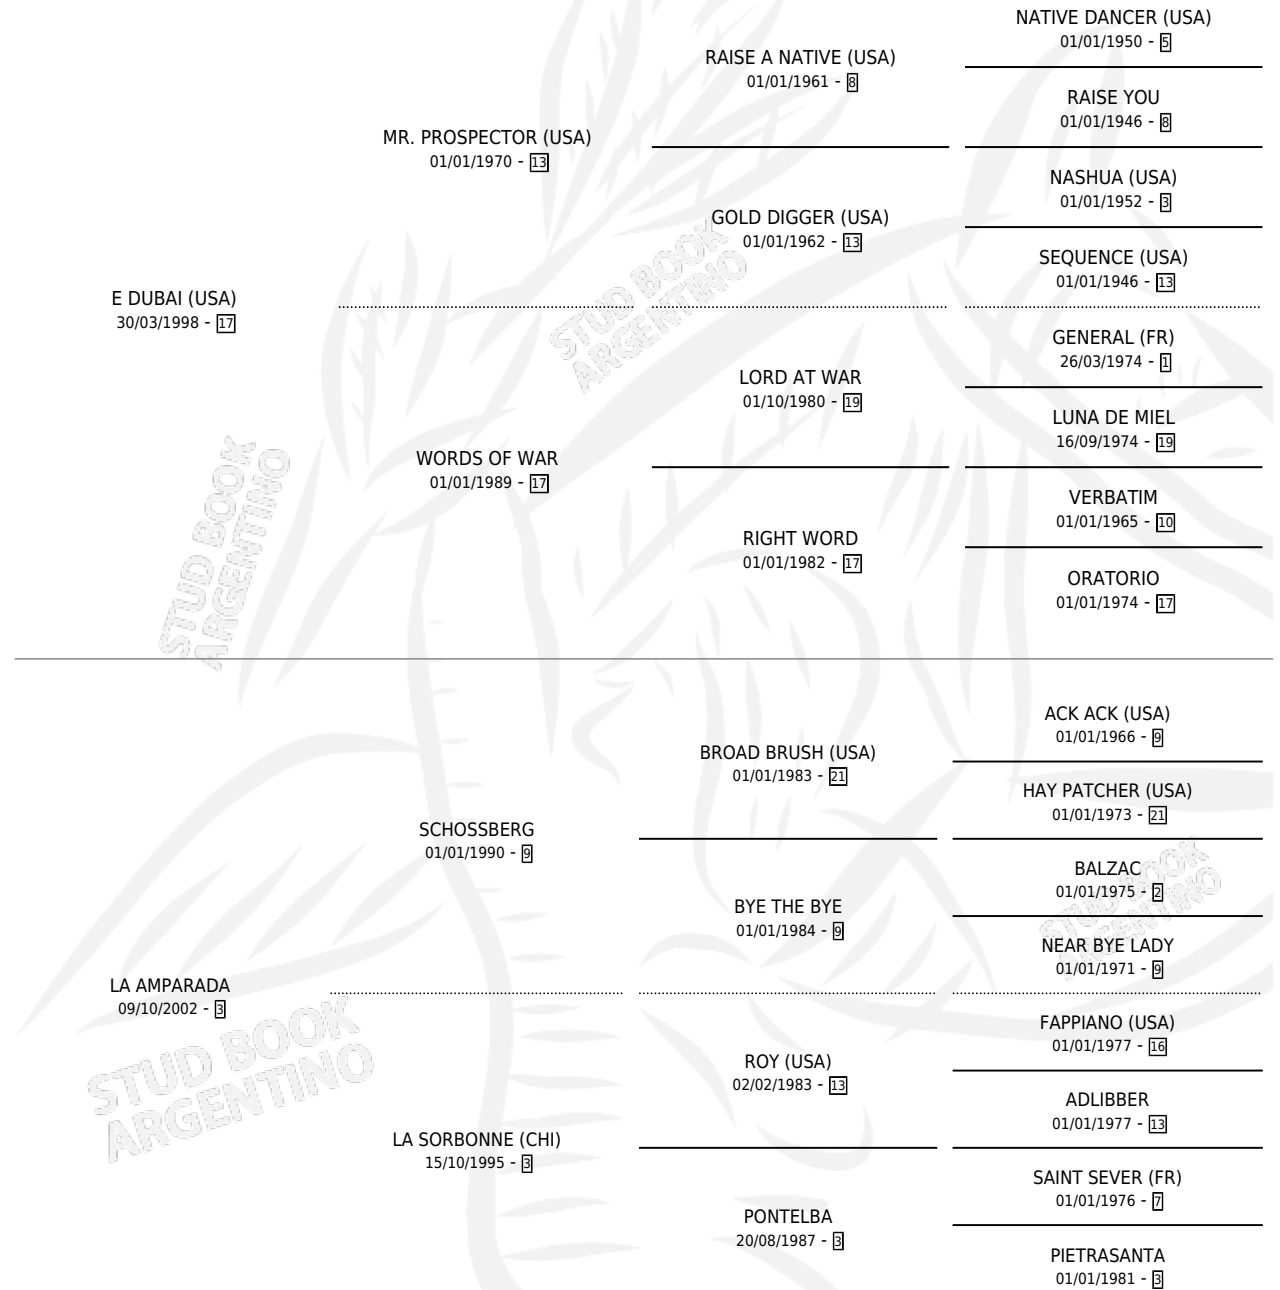 NATIVE DANCER (USA)
01/01/1950 - 5
RAISE A NATIVE (USA)
01/01/1961 - 8
RAISE YOU
01/01/1946 - 8
MR. PROSPECTOR (USA)
01/01/1970 - 13
NASHUA (USA)
01/01/1952 - 3
GOLD DIGGER (USA)
01/01/1962 - 13
SEQUENCE (USA)
01/01/1946 - 13
E DUBAI (USA)
30/03/1998 - 17
GENERAL (FR)
26/03/1974 - 1
LORD AT WAR
01/10/1980 - 19
LUNA DE MIEL
16/09/1974 - 19
WORDS OF WAR
01/01/1989 - 17
VERBATIM
01/01/1965 - 10
RIGHT WORD
01/01/1982 - 17
ORATORIO
01/01/1974 - 17
ACK ACK (USA)
01/01/1966 - 9
BROAD BRUSH (USA)
01/01/1983 - 21
HAY PATCHER (USA)
01/01/1973 - 21
SCHOSSBERG
01/01/1990 - 9
BALZAC
01/01/1975 - 2
BYE THE BYE
01/01/1984 - 9
NEAR BYE LADY
01/01/1971 - 9
LA AMPARADA
09/10/2002 - 3
FAPPIANO (USA)
01/01/1977 - 16
ROY (USA)
02/02/1983 - 13
ADLIBBER
01/01/1977 - 13
LA SORBONNE (CHI)
15/10/1995 - 3
SAINT SEVER (FR)
01/01/1976 - 7
PONTELBA
20/08/1987 - 3
PIETRASANTA
01/01/1981 - 3
STUD BOOK
ARGENTINO
STUD BOOK
ARGENTINO
STUD BOOK
ARGENTINO
STUD BOOK
ARGENTINO